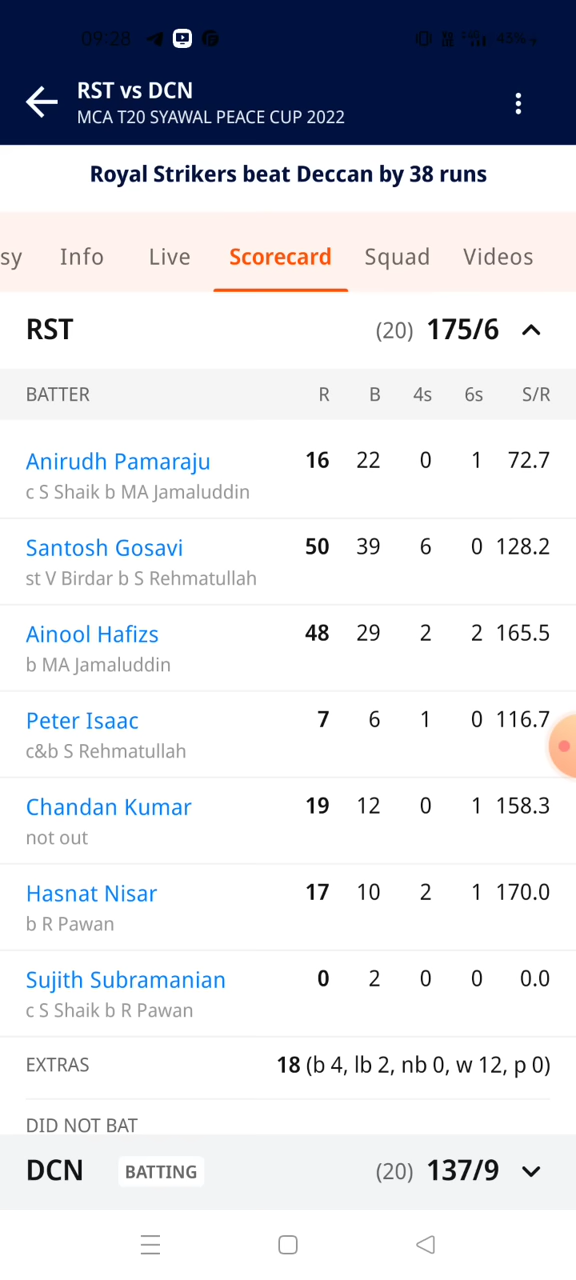 09:28
43%
RST vs DCN
MCA T20 SYAWAL PEACE CUP 2022
Royal Strikers beat Deccan by 38 runs
sy Info Live Scorecard Squad Videos
RST (20) 175/6
BATTER R B 4s 6s S/R
Anirudh Pamaraju 16 22 0 1 72.7
c S Shaik b MA Jamaluddin
Santosh Gosavi 50 39 6 0 128.2
st V Birdar b S Rehmatullah
Ainool Hafizs 48 29 2 2 165.5
b MA Jamaluddin
Peter Isaac 7 6 1 0 116.7
c&b S Rehmatullah
Chandan Kumar 19 12 0 1 158.3
not out
Hasnat Nisar 17 10 2 1 170.0
b R Pawan
Sujith Subramanian 0 2 0 0 0.0
c S Shaik b R Pawan
EXTRAS 18 (b 4, lb 2, nb 0, w 12, p 0)
DID NOT BAT
DCN BATTING (20) 137/9